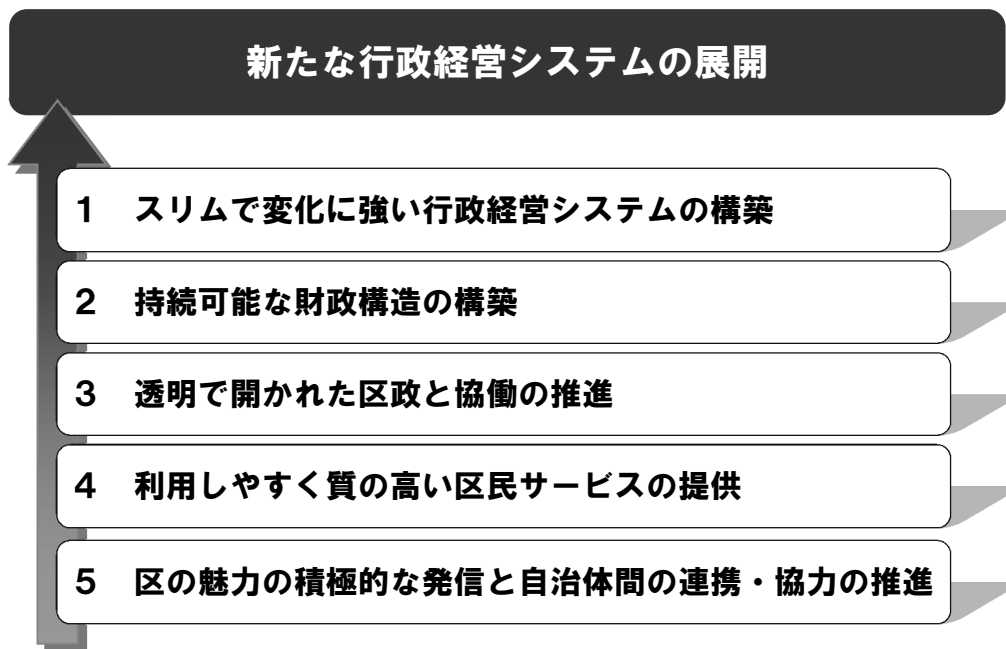 新たな行政経営システムの展開
1 スリムで変化に強い行政経営システムの構築
2 持続可能な財政構造の構築
3 透明で開かれた区政と協働の推進
4 利用しやすく質の高い区民サービスの提供
5 区の魅力の積極的な発信と自治体間の連携・協力の推進